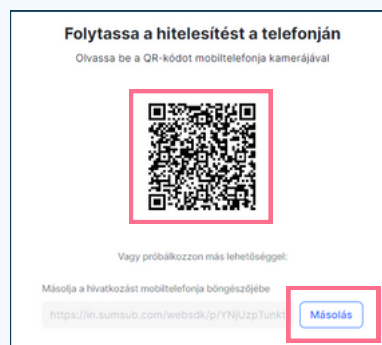 Folytassa a hitelesítést a telefonján
Olvassa be a QR-kódot mobiltelefonja kamerájával
Vagy próbálkozzon más lehetőséggel:
Másolja a hivatkozást mobiltelefonja böngészőjébe
https://in.sumsub.com/websdk/p/YNjUzpTunkt
Másolás